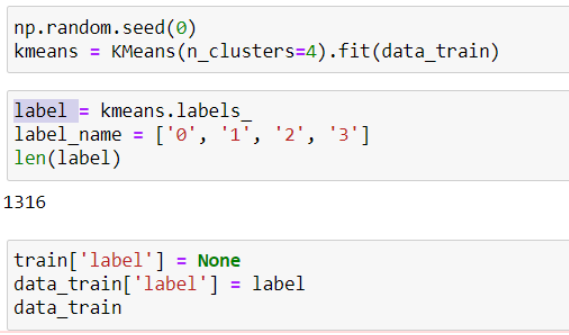 np.random.seed(0)
kmeans = KMeans(n_clusters=4).fit(data_train)
label = kmeans.labels_
label_name = ['0', '1', '2', '3']
len(label)
1316
train['label'] = None
data_train['label'] = label
data_train